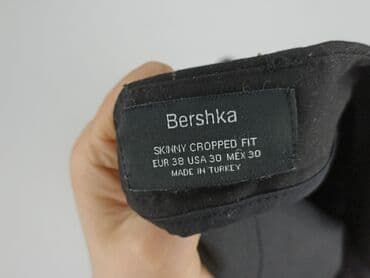 Bershka
SKINNY CROPPED FIT
EUR 38 USA 30 MEX 30
MADE IN TURKEY